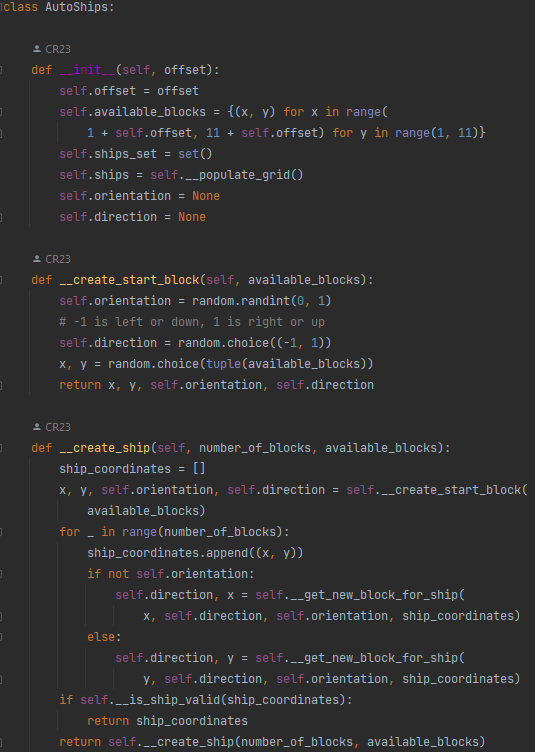 class AutoShips:
CR23
    def __init__(self, offset):
        self.offset = offset
        self.available_blocks = {(x, y) for x in range(
            1 + self.offset, 11 + self.offset) for y in range(1, 11)}
        self.ships_set = set()
        self.ships = self.__populate_grid()
        self.orientation = None
        self.direction = None
CR23
    def __create_start_block(self, available_blocks):
        self.orientation = random.randint(0, 1)
        # -1 is left or down, 1 is right or up
        self.direction = random.choice((-1, 1))
        x, y = random.choice(tuple(available_blocks))
        return x, y, self.orientation, self.direction
CR23
    def __create_ship(self, number_of_blocks, available_blocks):
        ship_coordinates = []
        x, y, self.orientation, self.direction = self.__create_start_block(
            available_blocks)
        for _ in range(number_of_blocks):
            ship_coordinates.append((x, y))
            if not self.orientation:
                self.direction, x = self.__get_new_block_for_ship(
                    x, self.direction, self.orientation, ship_coordinates)
            else:
                self.direction, y = self.__get_new_block_for_ship(
                    y, self.direction, self.orientation, ship_coordinates)
        if self.__is_ship_valid(ship_coordinates):
            return ship_coordinates
        return self.__create_ship(number_of_blocks, available_blocks)